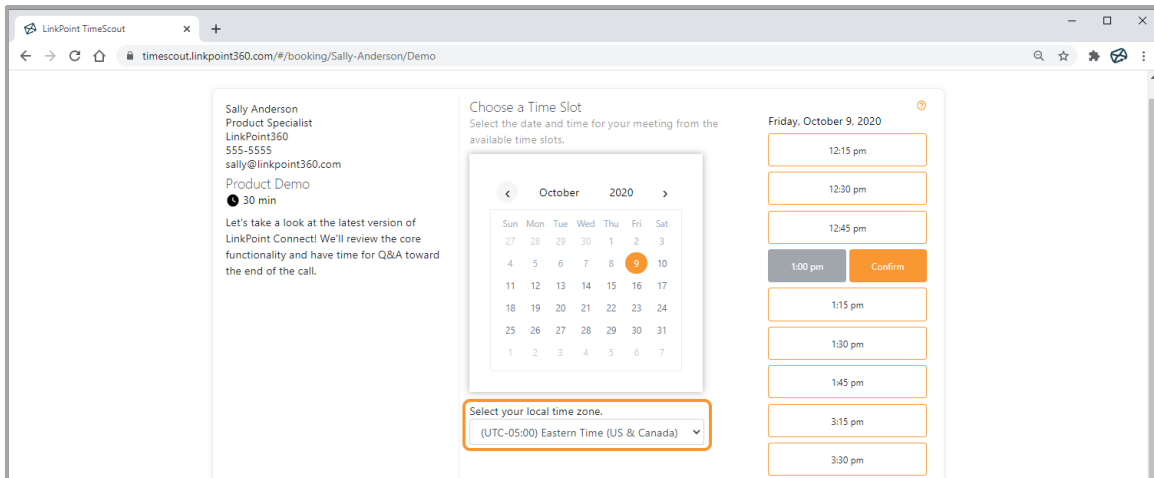 LinkPoint TimeScout
timescout.linkpoint360.com/#/booking/Sally-Anderson/Demo
Sally Anderson
Product Specialist
LinkPoint360
555-5555
sally@linkpoint360.com
Product Demo
30 min
Let's take a look at the latest version of
LinkPoint Connect! We'll review the core
functionality and have time for Q&A toward
the end of the call.
Choose a Time Slot
Select the date and time for your meeting from the
available time slots.
October 2020
Sun Mon Tue Wed Thu Fri Sat
27 28 29 30 1 2 3
4 5 6 7 8 9 10
11 12 13 14 15 16 17
18 19 20 21 22 23 24
25 26 27 28 29 30 31
1 2 3 4 5 6 7
Select your local time zone.
(UTC-05:00) Eastern Time (US & Canada)
Friday, October 9, 2020
12:15 pm
12:30 pm
12:45 pm
1:00 pm Confirm
1:15 pm
1:30 pm
1:45 pm
3:15 pm
3:30 pm